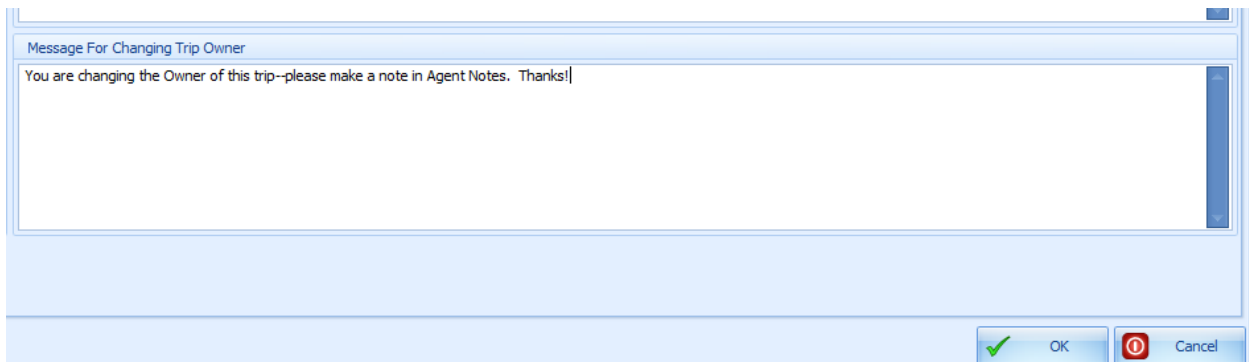 Message For Changing Trip Owner
You are changing the Owner of this trip--please make a note in Agent Notes.  Thanks!
OK
Cancel